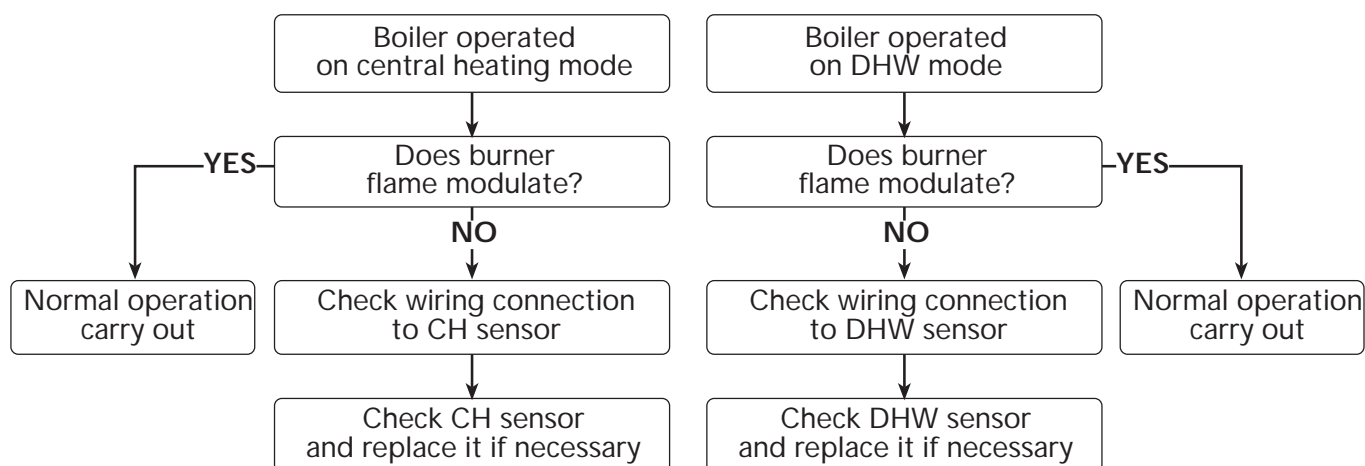 Boiler operated
on central heating mode
Boiler operated
on DHW mode
Does burner
flame modulate?
YES
Does burner
flame modulate?
YES
NO
NO
Normal operation
carry out
Check wiring connection
to CH sensor
Check wiring connection
to DHW sensor
Normal operation
carry out
Check CH sensor
and replace it if necessary
Check DHW sensor
and replace it if necessary